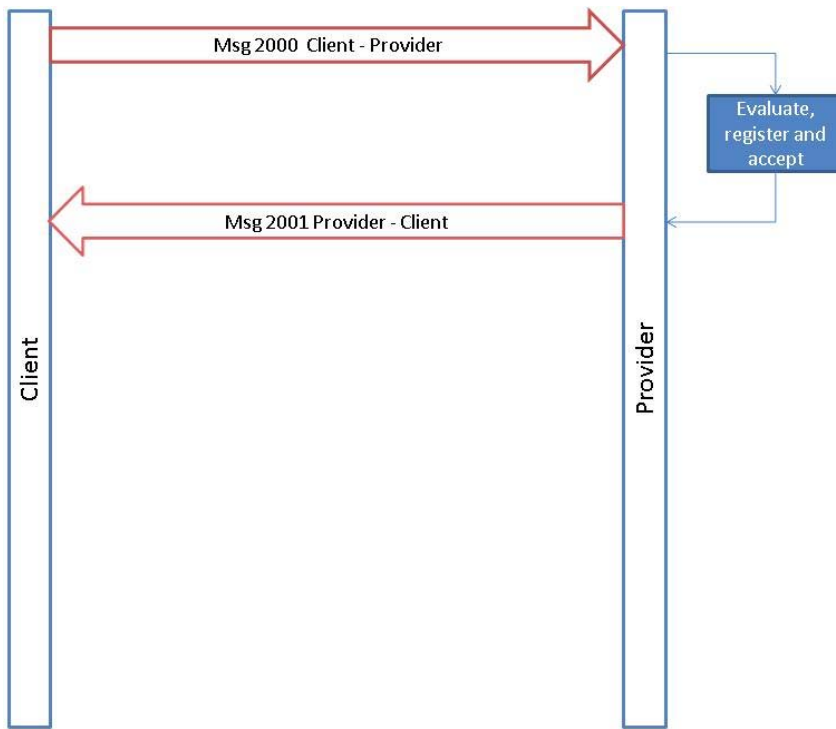 Msg 2000 Client - Provider
Evaluate,
register and
accept
Msg 2001 Provider - Client
Client
Provider